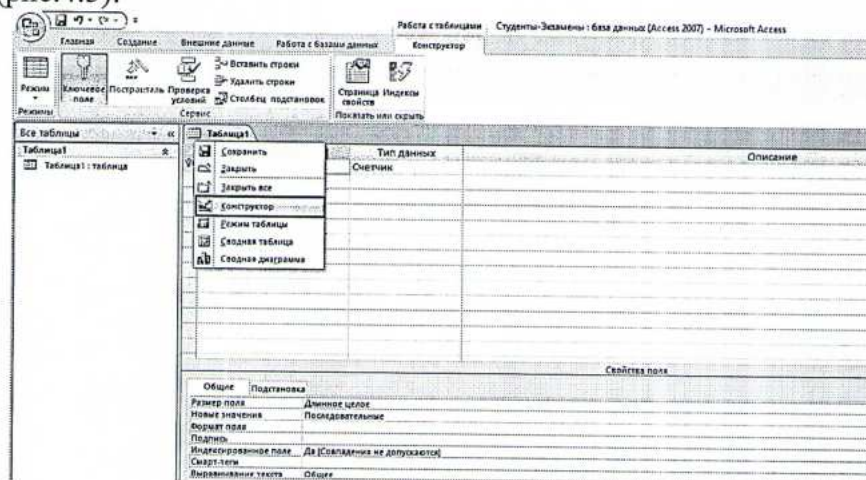 (рис. 4.3).
Работа с таблицами Студенты-Экзамены : база данных (Access 2007) - Microsoft Access
Главная Создание Внешние данные Работа с базами данных Конструктор
Режим
Ключевое поле
Построитель
Проверка условий
Вставить строки
Удалить строки
Столбец подстановок
Страница свойств
Индексы
Режимы Сервис Показать или скрыть
Все таблицы «
Таблица1
Таблица1 : таблица
Таблица1
Тип данных Описание
Счетчик
Сохранить
Закрыть
Закрыть все
Конструктор
Режим таблицы
Сводная таблица
Сводная диаграмма
Свойства поля
Общие Подстановка
Размер поля Длинное целое
Новые значения Последовательные
Формат поля
Подпись
Индексированное поле Да (Совпадения не допускаются)
Смарт-теги
Выравнивание текста Общее